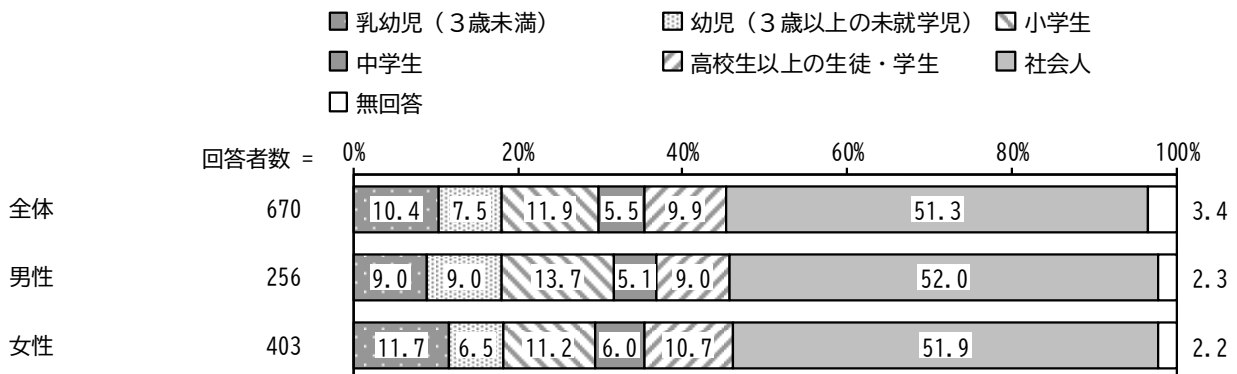 乳幼児（３歳未満） 幼児（３歳以上の未就学児） 小学生
中学生 高校生以上の生徒・学生 社会人
無回答
回答者数 = 0% 20% 40% 60% 80% 100%
全体 670 10.4 7.5 11.9 5.5 9.9 51.3 3.4
男性 256 9.0 9.0 13.7 5.1 9.0 52.0 2.3
女性 403 11.7 6.5 11.2 6.0 10.7 51.9 2.2